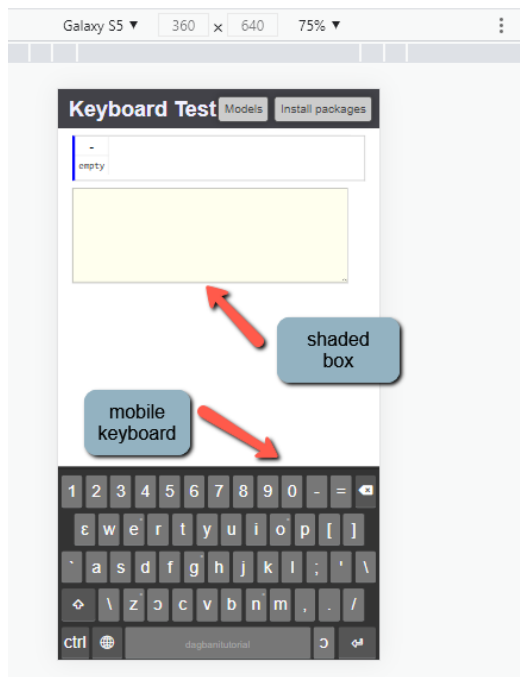 Galaxy S5 ▼ 360 x 640 75% ▼
Keyboard Test Models Install packages
-
empty
shaded
box
mobile
keyboard
1 2 3 4 5 6 7 8 9 0 - =
ɛ w e r t y u i o p [ ]
` a s d f g h j k l ; ' \
\ z ɔ c v b n m , . /
ctrl dagbanitutorial ɔ